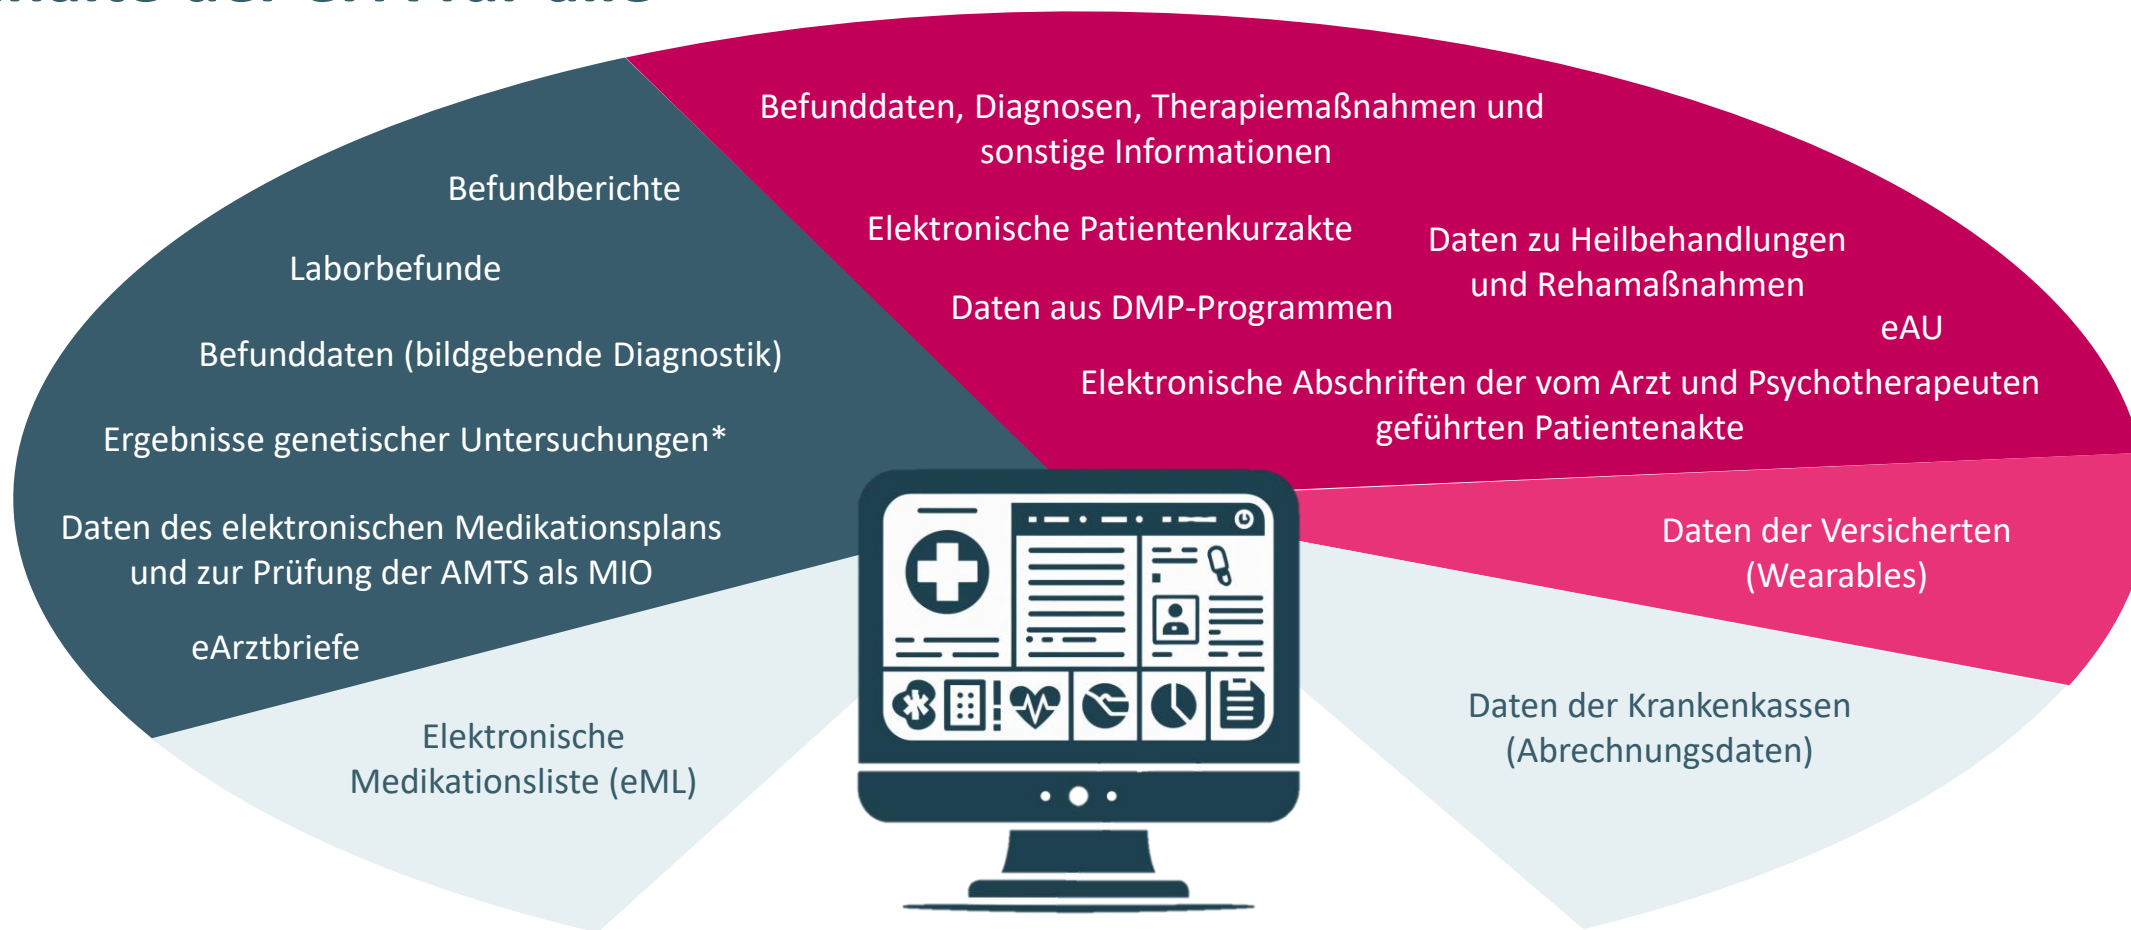 Befundberichte
Laborbefunde
Befunddaten (bildgebende Diagnostik)
Ergebnisse genetischer Untersuchungen*
Daten des elektronischen Medikationsplans
und zur Prüfung der AMTS als MIO
eArztbriefe
Elektronische
Medikationsliste (eML)
Befunddaten, Diagnosen, Therapiemaßnahmen und
sonstige Informationen
Elektronische Patientenkurzakte
Daten zu Heilbehandlungen
und Rehamaßnahmen
Daten aus DMP-Programmen
eAU
Elektronische Abschriften der vom Arzt und Psychotherapeuten
geführten Patientenakte
Daten der Versicherten
(Wearables)
Daten der Krankenkassen
(Abrechnungsdaten)